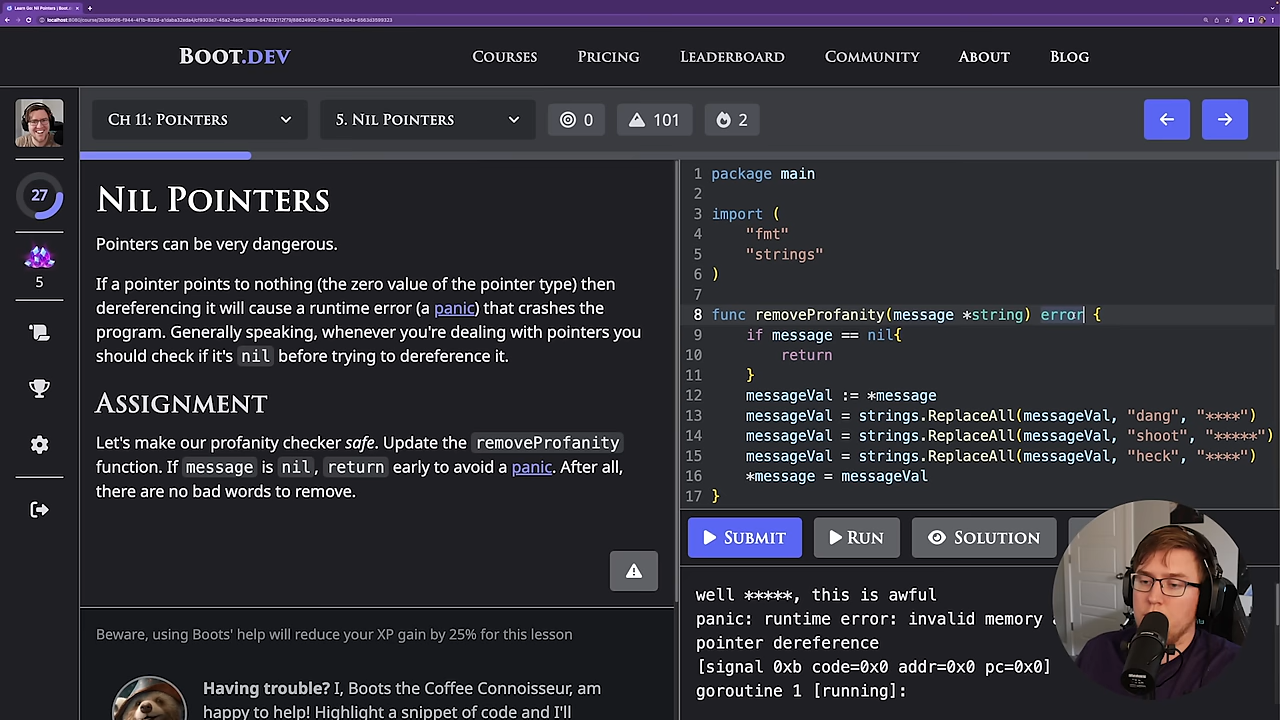 Learn Go: Nil Pointers | Boot.de
BOOT.DEV
COURSES
PRICING
LEADERBOARD
COMMUNITY
ABOUT
BLOG
CH 11: POINTERS
5. NIL POINTERS
0
101
2
27
5
NIL POINTERS
Pointers can be very dangerous.
If a pointer points to nothing (the zero value of the pointer type) then
dereferencing it will cause a runtime error (a panic) that crashes the
program. Generally speaking, whenever you're dealing with pointers you
should check if it's nil before trying to dereference it.
ASSIGNMENT
Let's make our profanity checker safe. Update the removeProfanity
function. If message is nil, return early to avoid a panic. After all,
there are no bad words to remove.
Beware, using Boots' help will reduce your XP gain by 25% for this lesson
Having trouble? I, Boots the Coffee Connoisseur, am
happy to help! Highlight a snippet of code and I'll
1 package main
2
3 import (
4 "fmt"
5 "strings"
6 )
7
8 func removeProfanity(message *string) error {
9 if message == nil{
10 return
11 }
12 messageVal := *message
13 messageVal = strings.ReplaceAll(messageVal, "dang", "****")
14 messageVal = strings.ReplaceAll(messageVal, "shoot", "*****")
15 messageVal = strings.ReplaceAll(messageVal, "heck", "****")
16 *message = messageVal
17 }
SUBMIT
RUN
SOLUTION
well *****, this is awful
panic: runtime error: invalid memory
pointer dereference
[signal 0xb code=0x0 addr=0x0 pc=0x0]
goroutine 1 [running]: